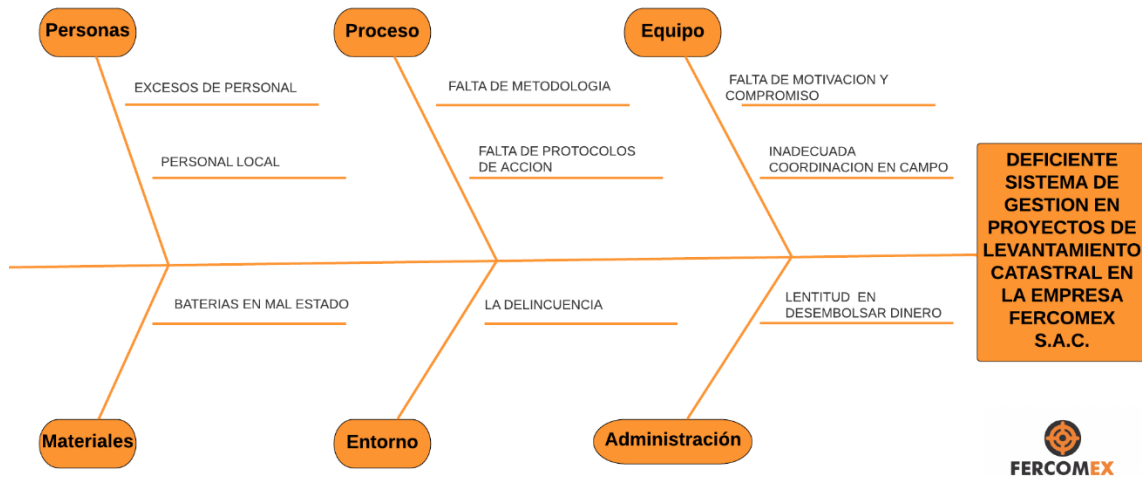 Personas
Proceso
Equipo
EXCESOS DE PERSONAL
FALTA DE METODOLOGIA
FALTA DE MOTIVACION Y
COMPROMISO
PERSONAL LOCAL
FALTA DE PROTOCOLOS
DE ACCION
INADECUADA
COORDINACION EN CAMPO
DEFICIENTE
SISTEMA DE
GESTION EN
PROYECTOS DE
LEVANTAMIENTO
CATASTRAL EN
LA EMPRESA
FERCOMEX
S.A.C.
BATERIAS EN MAL ESTADO
LA DELINCUENCIA
LENTITUD EN
DESEMBOLSAR DINERO
Materiales
Entorno
Administración
FERCOMEX